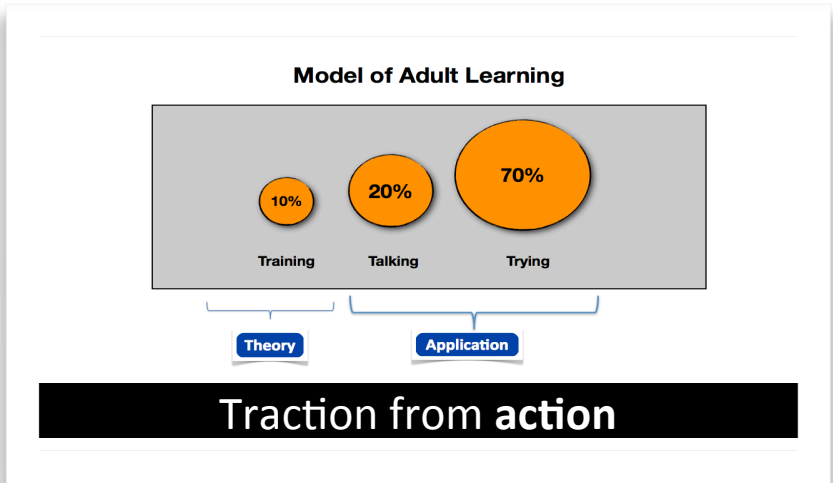 Model of Adult Learning
10% 20% 70%
Training Talking Trying
Theory Application
Traction from action